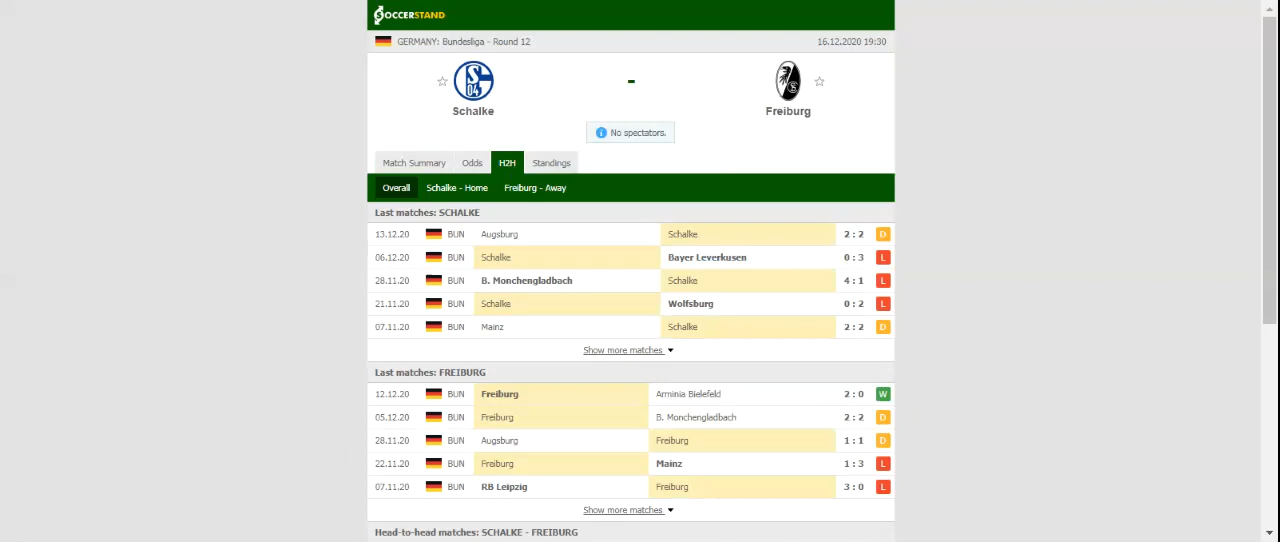 SOCCERSTAND
GERMANY: Bundesliga - Round 12 16.12.2020 19:30
S 04 -
Schalke Freiburg
No spectators.
Match Summary Odds H2H Standings
Overall Schalke - Home Freiburg - Away
Last matches: SCHALKE
13.12.20 BUN Augsburg Schalke 2 : 2 D
06.12.20 BUN Schalke Bayer Leverkusen 0 : 3 L
28.11.20 BUN B. Monchengladbach Schalke 4 : 1 L
21.11.20 BUN Schalke Wolfsburg 0 : 2 L
07.11.20 BUN Mainz Schalke 2 : 2 D
Show more matches
Last matches: FREIBURG
12.12.20 BUN Freiburg Arminia Bielefeld 2 : 0 W
05.12.20 BUN Freiburg B. Monchengladbach 2 : 2 D
28.11.20 BUN Augsburg Freiburg 1 : 1 D
22.11.20 BUN Freiburg Mainz 1 : 3 L
07.11.20 BUN RB Leipzig Freiburg 3 : 0 L
Show more matches
Head-to-head matches: SCHALKE - FREIBURG